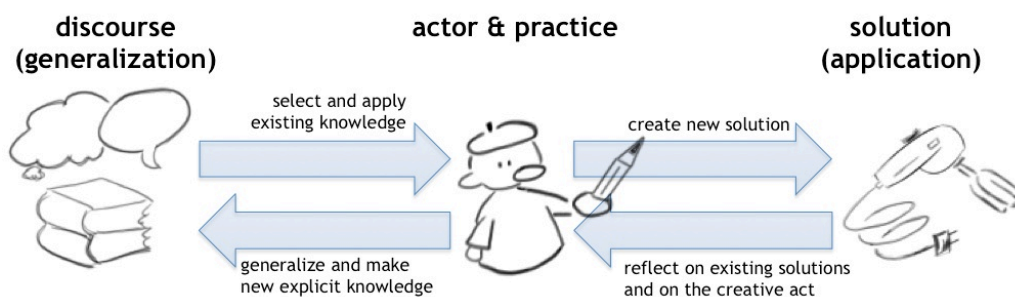 discourse
(generalization)
actor & practice
solution
(application)
select and apply
existing knowledge
create new solution
generalize and make
new explicit knowledge
reflect on existing solutions
and on the creative act